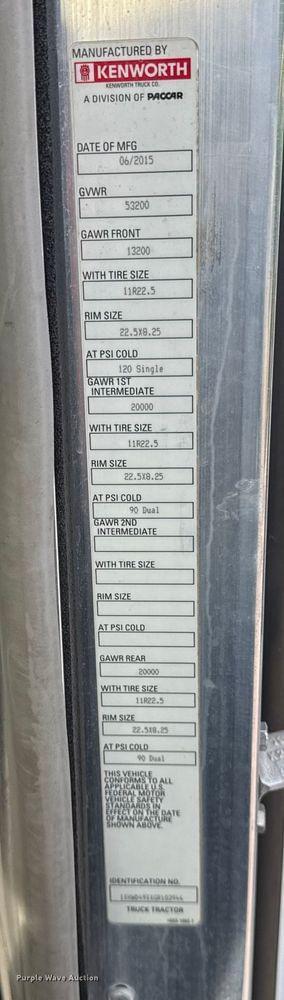 MANUFACTURED BY
KENWORTH
KENWORTH TRUCK CO.
A DIVISION OF PACCAR
DATE OF MFG
06/2015
GVWR
53200
GAWR FRONT
13200
WITH TIRE SIZE
11R22.5
RIM SIZE
22.5X8.25
AT PSI COLD
120 Single
GAWR 1ST
INTERMEDIATE
20000
WITH TIRE SIZE
11R22.5
RIM SIZE
22.5X8.25
AT PSI COLD
90 Dual
GAWR 2ND
INTERMEDIATE
WITH TIRE SIZE
RIM SIZE
AT PSI COLD
GAWR REAR
20000
WITH TIRE SIZE
11R22.5
RIM SIZE
22.5X8.25
AT PSI COLD
90 Dual
THIS VEHICLE
CONFORMS TO ALL
APPLICABLE U.S.
FEDERAL MOTOR
VEHICLE SAFETY
STANDARDS IN
EFFECT ON THE DATE
OF MANUFACTURE
SHOWN ABOVE.
IDENTIFICATION NO.
TRUCK TRACTOR
Purple Wave Auction